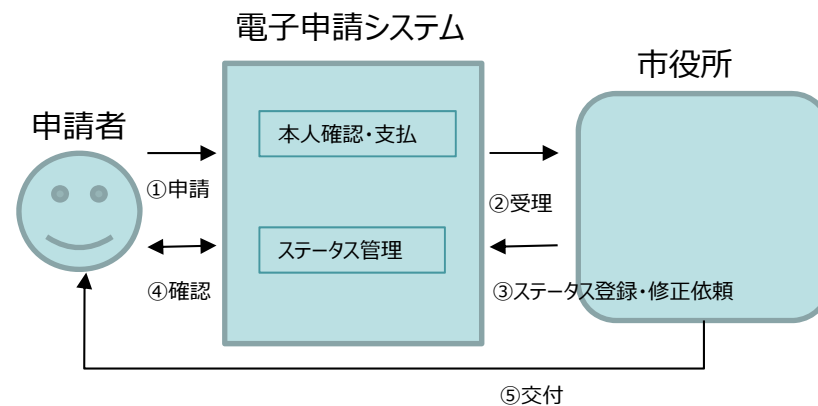 電子申請システム
市役所
申請者
本人確認・支払
①申請
②受理
ステータス管理
④確認
③ステータス登録・修正依頼
⑤交付